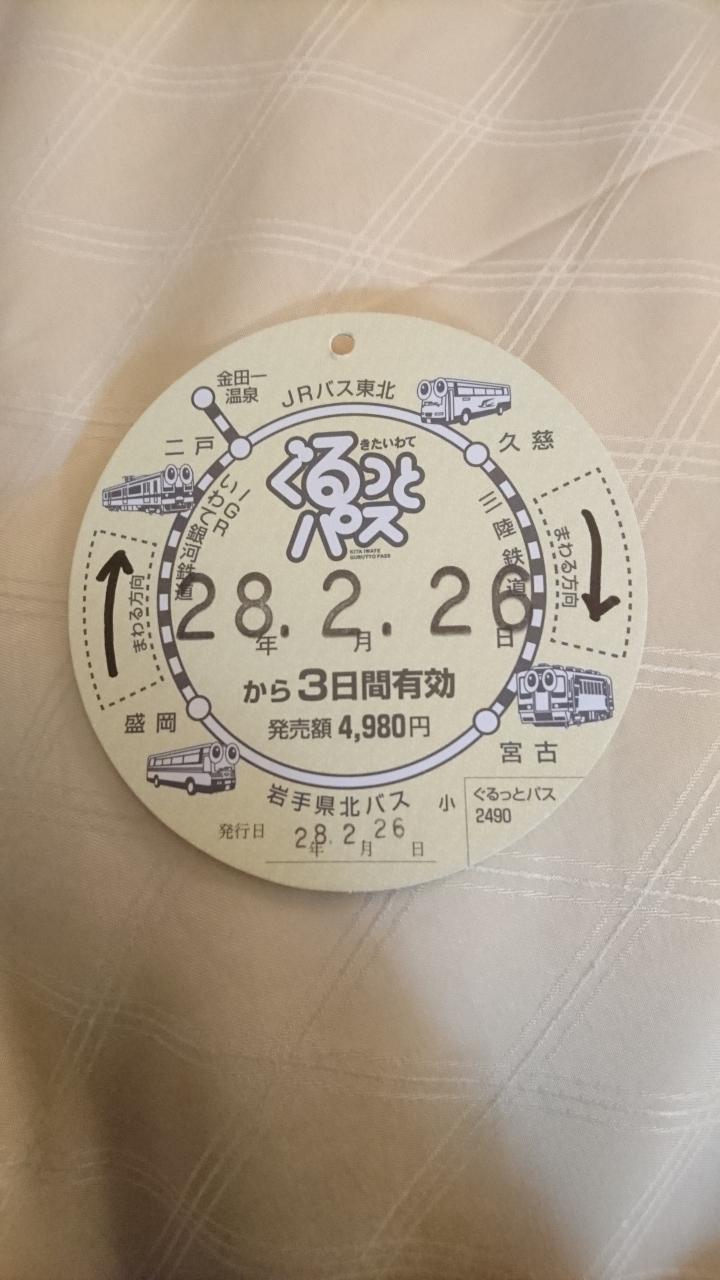 金田一
温泉
JRバス東北
二戸
久慈
きたいわて
ぐるっと
パス
KITA IWATE
GURUTTO PASS
IGR
いわて銀河鉄道
三陸鉄道
まわる方向
まわる方向
28.2.26
年 月 日
から3日間有効
発売額 4,980円
盛岡
宮古
岩手県北バス
小
ぐるっとパス
2490
発行日 28.2.26
年 月 日